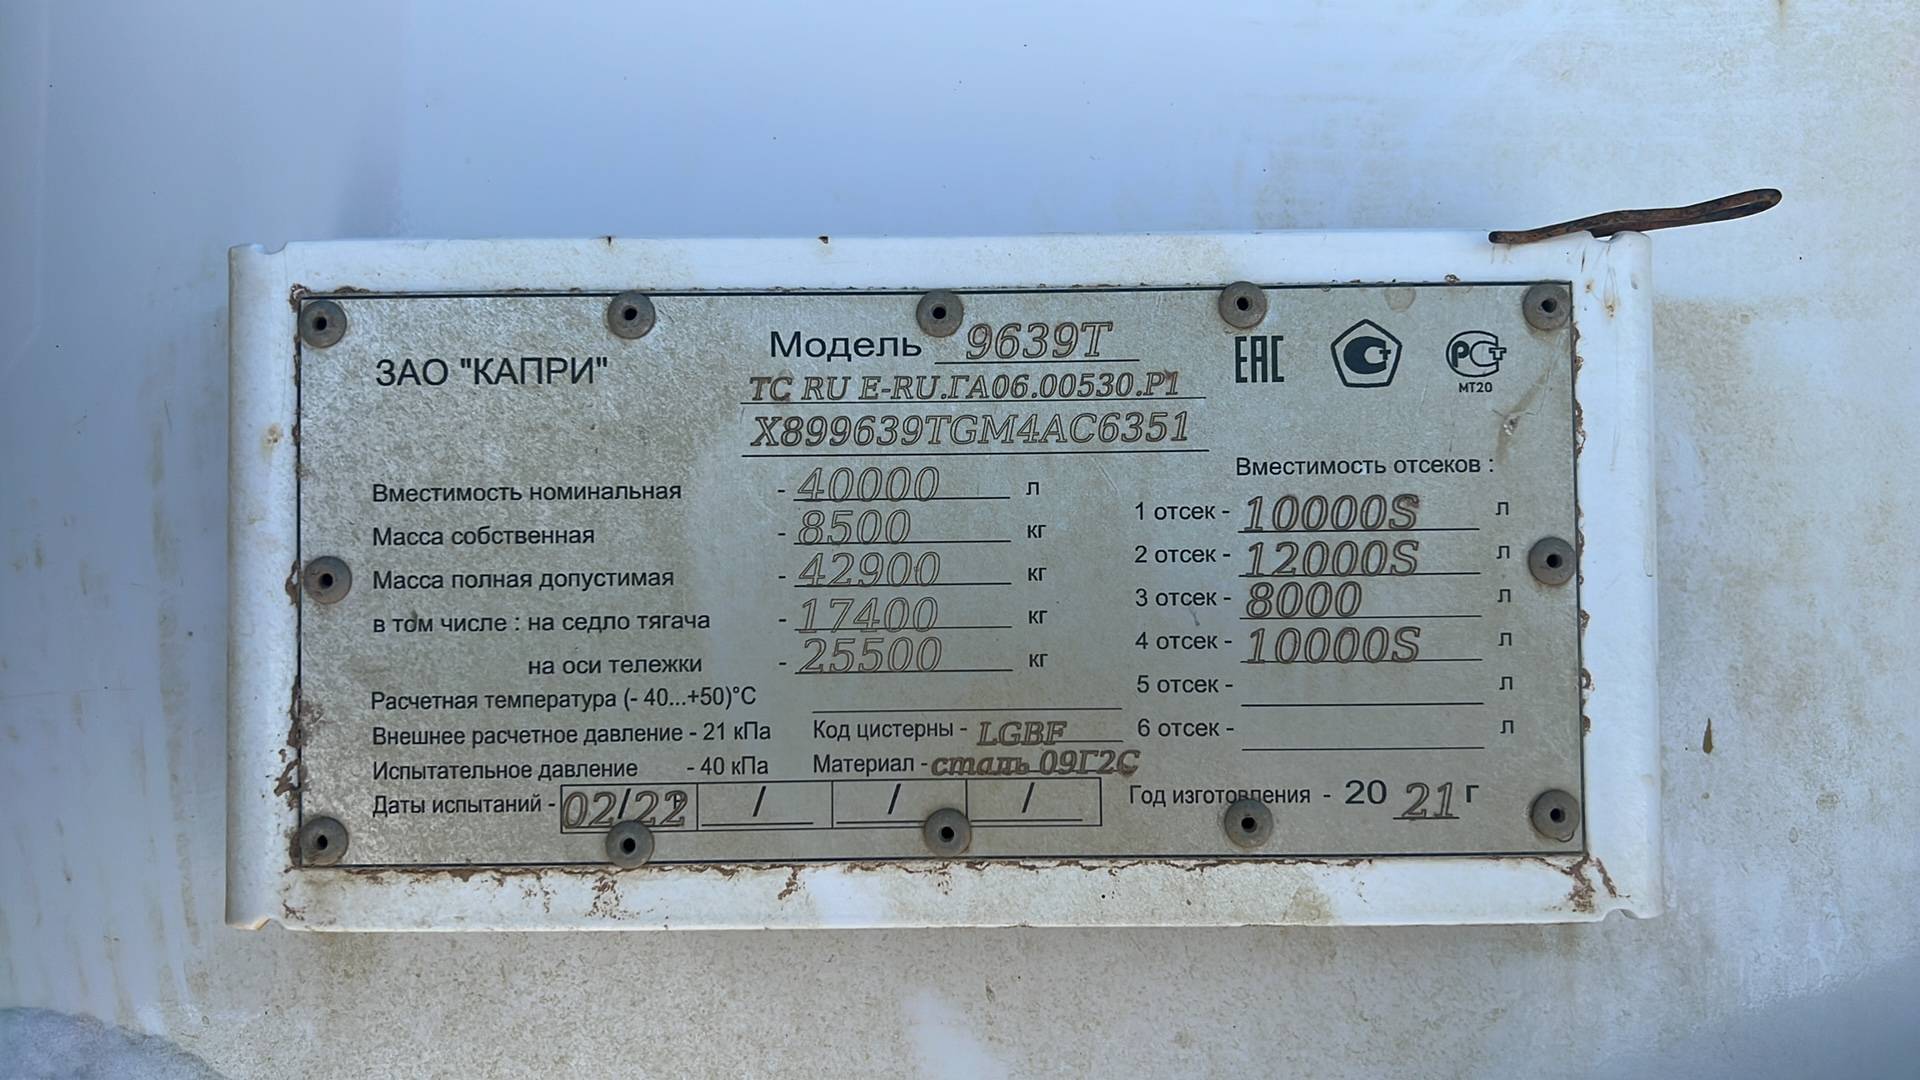 ЗАО "КАПРИ"
Модель 9639Т
ТС RU E-RU.ГА06.00530.Р1
X899639TGM4AC6351
ЕАС
РСТ
МТ20
Вместимость номинальная - 40000 л
Масса собственная - 8500 кг
Масса полная допустимая - 42900 кг
в том числе : на седло тягача - 17400 кг
на оси тележки - 25500 кг
Расчетная температура (- 40...+50)°С
Внешнее расчетное давление - 21 кПа
Код цистерны - LGBF
Испытательное давление - 40 кПа
Материал - сталь 09Г2С
Даты испытаний - 02/22 / / /
Вместимость отсеков :
1 отсек - 10000S л
2 отсек - 12000S л
3 отсек - 8000 л
4 отсек - 10000S л
5 отсек - л
6 отсек - л
Год изготовления - 20 21 г